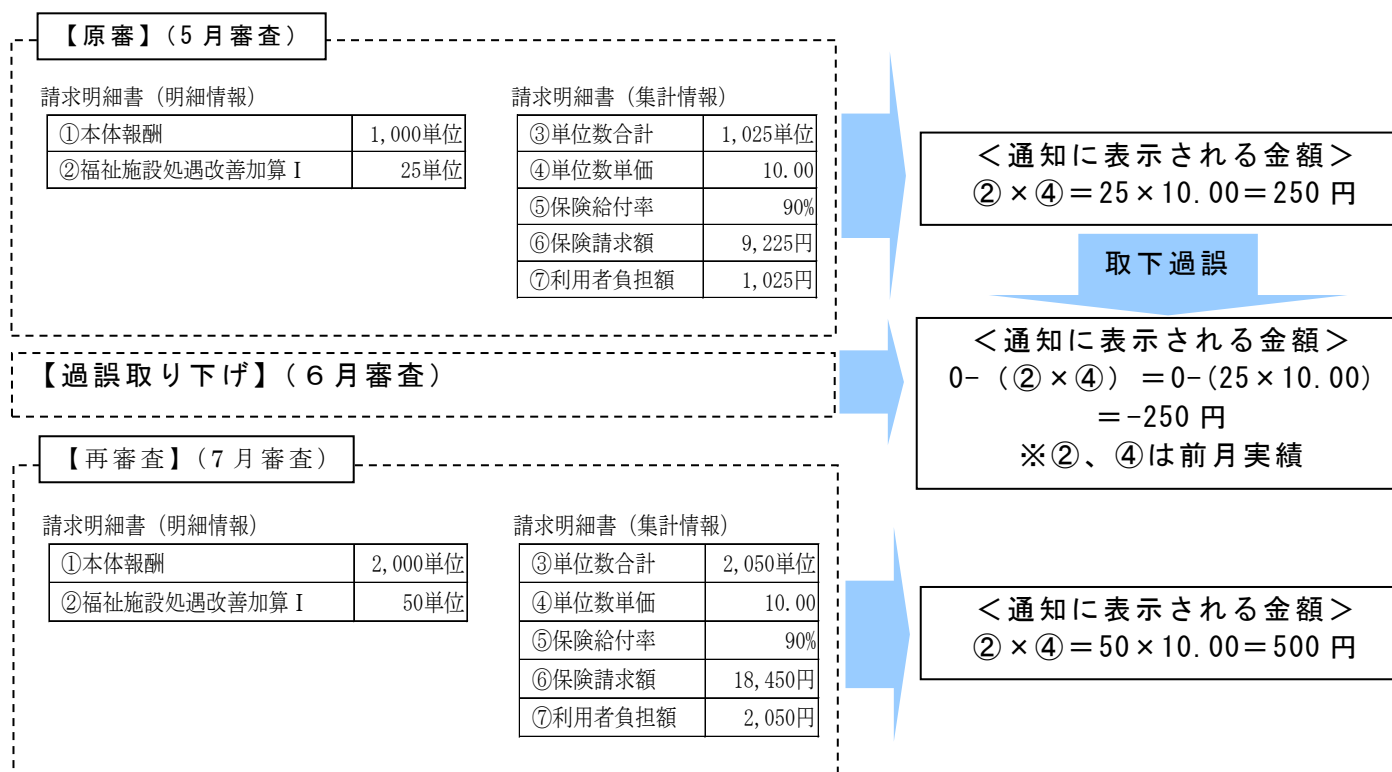 【原審】(5月審査)
請求明細書（明細情報）
①本体報酬 1,000単位
②福祉施設処遇改善加算Ⅰ 25単位
請求明細書（集計情報）
③単位数合計 1,025単位
④単位数単価 10.00
⑤保険給付率 90%
⑥保険請求額 9,225円
⑦利用者負担額 1,025円
＜通知に表示される金額＞
②×④＝25×10.00＝250 円
取下過誤
【過誤取り下げ】(６月審査)
＜通知に表示される金額＞
0-（②×④）＝0-(25×10.00)
＝-250 円
※②、④は前月実績
【再審査】(7月審査)
請求明細書（明細情報）
①本体報酬 2,000単位
②福祉施設処遇改善加算Ⅰ 50単位
請求明細書（集計情報）
③単位数合計 2,050単位
④単位数単価 10.00
⑤保険給付率 90%
⑥保険請求額 18,450円
⑦利用者負担額 2,050円
＜通知に表示される金額＞
②×④＝50×10.00＝500 円